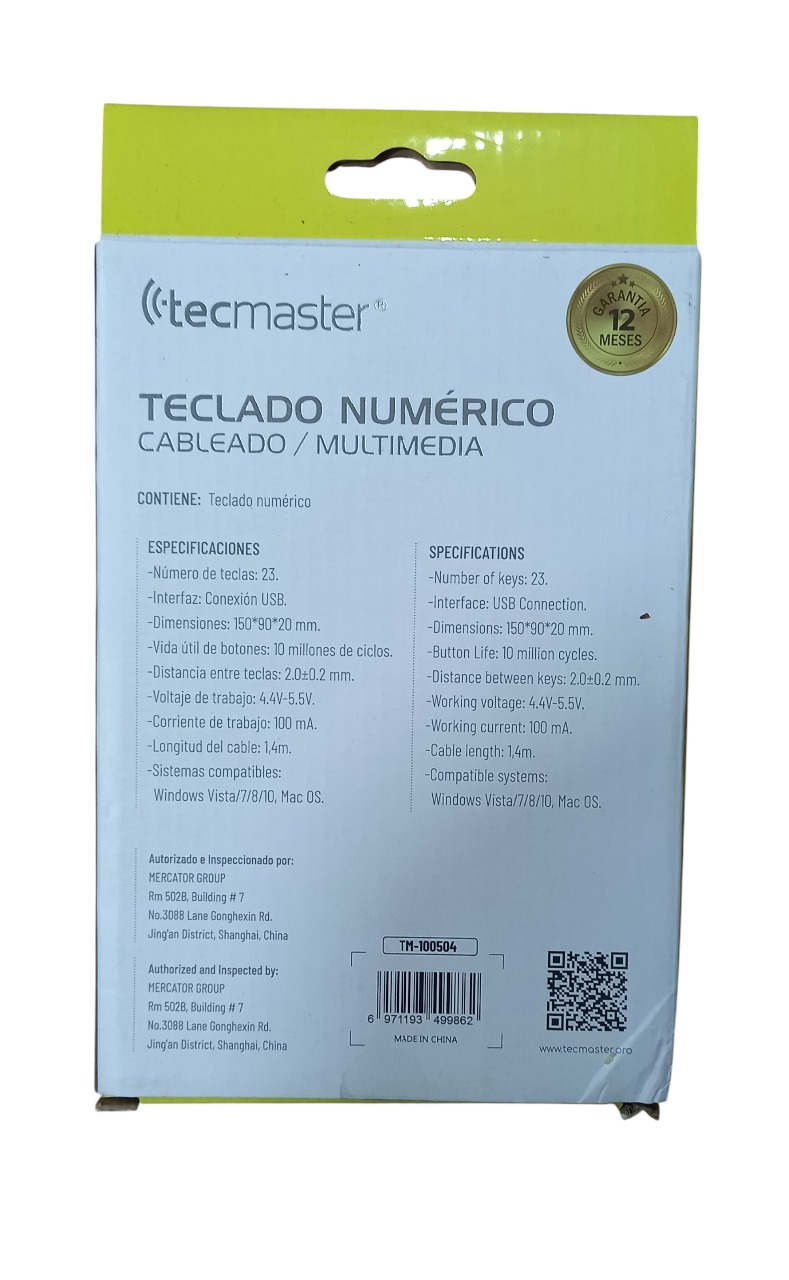 tecmaster®
GARANTIA
12
MESES
TECLADO NUMÉRICO
CABLEADO / MULTIMEDIA
CONTIENE: Teclado numérico
ESPECIFICACIONES
-Número de teclas: 23.
-Interfaz: Conexión USB.
-Dimensiones: 150*90*20 mm.
-Vida útil de botones: 10 millones de ciclos.
-Distancia entre teclas: 2.0±0.2 mm.
-Voltaje de trabajo: 4.4V-5.5V.
-Corriente de trabajo: 100 mA.
-Longitud del cable: 1,4m.
-Sistemas compatibles:
Windows Vista/7/8/10, Mac OS.
SPECIFICATIONS
-Number of keys: 23.
-Interface: USB Connection.
-Dimensions: 150*90*20 mm.
-Button Life: 10 million cycles.
-Distance between keys: 2.0±0.2 mm.
-Working voltage: 4.4V-5.5V.
-Working current: 100 mA.
-Cable length: 1,4m.
-Compatible systems:
Windows Vista/7/8/10, Mac OS.
Autorizado e Inspeccionado por:
MERCATOR GROUP
Rm 502B, Building # 7
No.3088 Lane Gonghexin Rd.
Jing'an District, Shanghai, China
Authorized and Inspected by:
MERCATOR GROUP
Rm 502B, Building # 7
No.3088 Lane Gonghexin Rd.
Jing'an District, Shanghai, China
TM-100504
6 971193 499862
MADE IN CHINA
www.tecmaster.pro